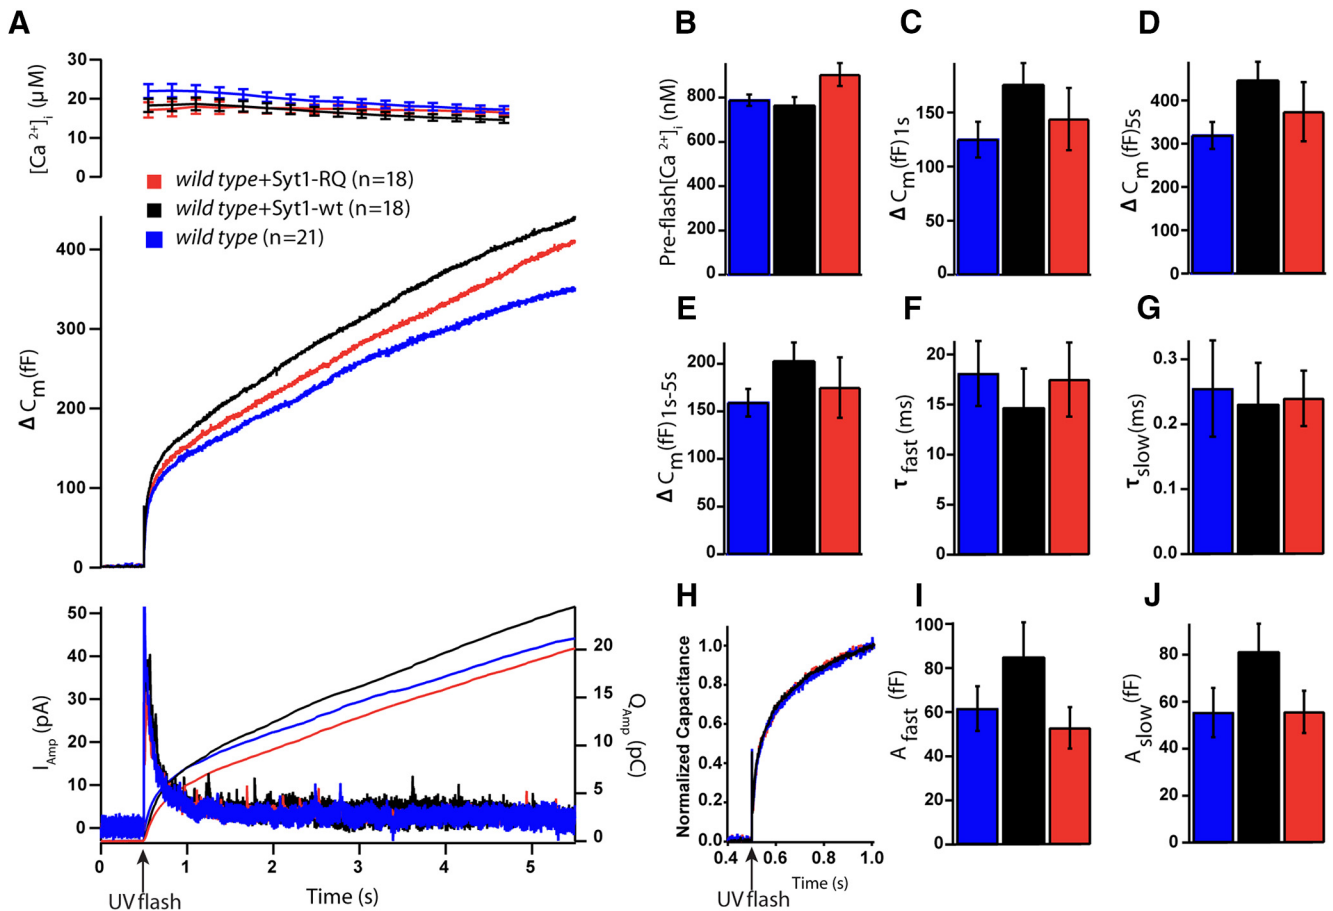 A
30
20
10
0
[Ca 2+]i (µM)
wild type+Syt1-RQ (n=18)
wild type+Syt1-wt (n=18)
wild type (n=21)
400
300
200
100
0
Δ Cm(fF)
50
40
30
20
10
0
IAmp (pA)
20
15
10
5
0
QAmp (pC)
0
1
2
3
4
5
UV flash
Time (s)
B
800
600
400
200
0
Pre-flash[Ca 2+]i (nM)
C
150
100
50
0
Δ Cm(fF)1s
D
400
300
200
100
0
Δ Cm(fF)5s
E
200
150
100
50
0
Δ Cm(fF)1s-5s
F
20
15
10
5
0
τfast (ms)
G
0.3
0.2
0.1
0.0
τslow(ms)
H
1.0
0.8
0.6
0.4
0.2
0.0
Normalized Capacitance
0.4
0.6
0.8
1.0
Time (s)
UV flash
I
100
80
60
40
20
0
Afast (fF)
J
80
60
40
20
0
Aslow(fF)